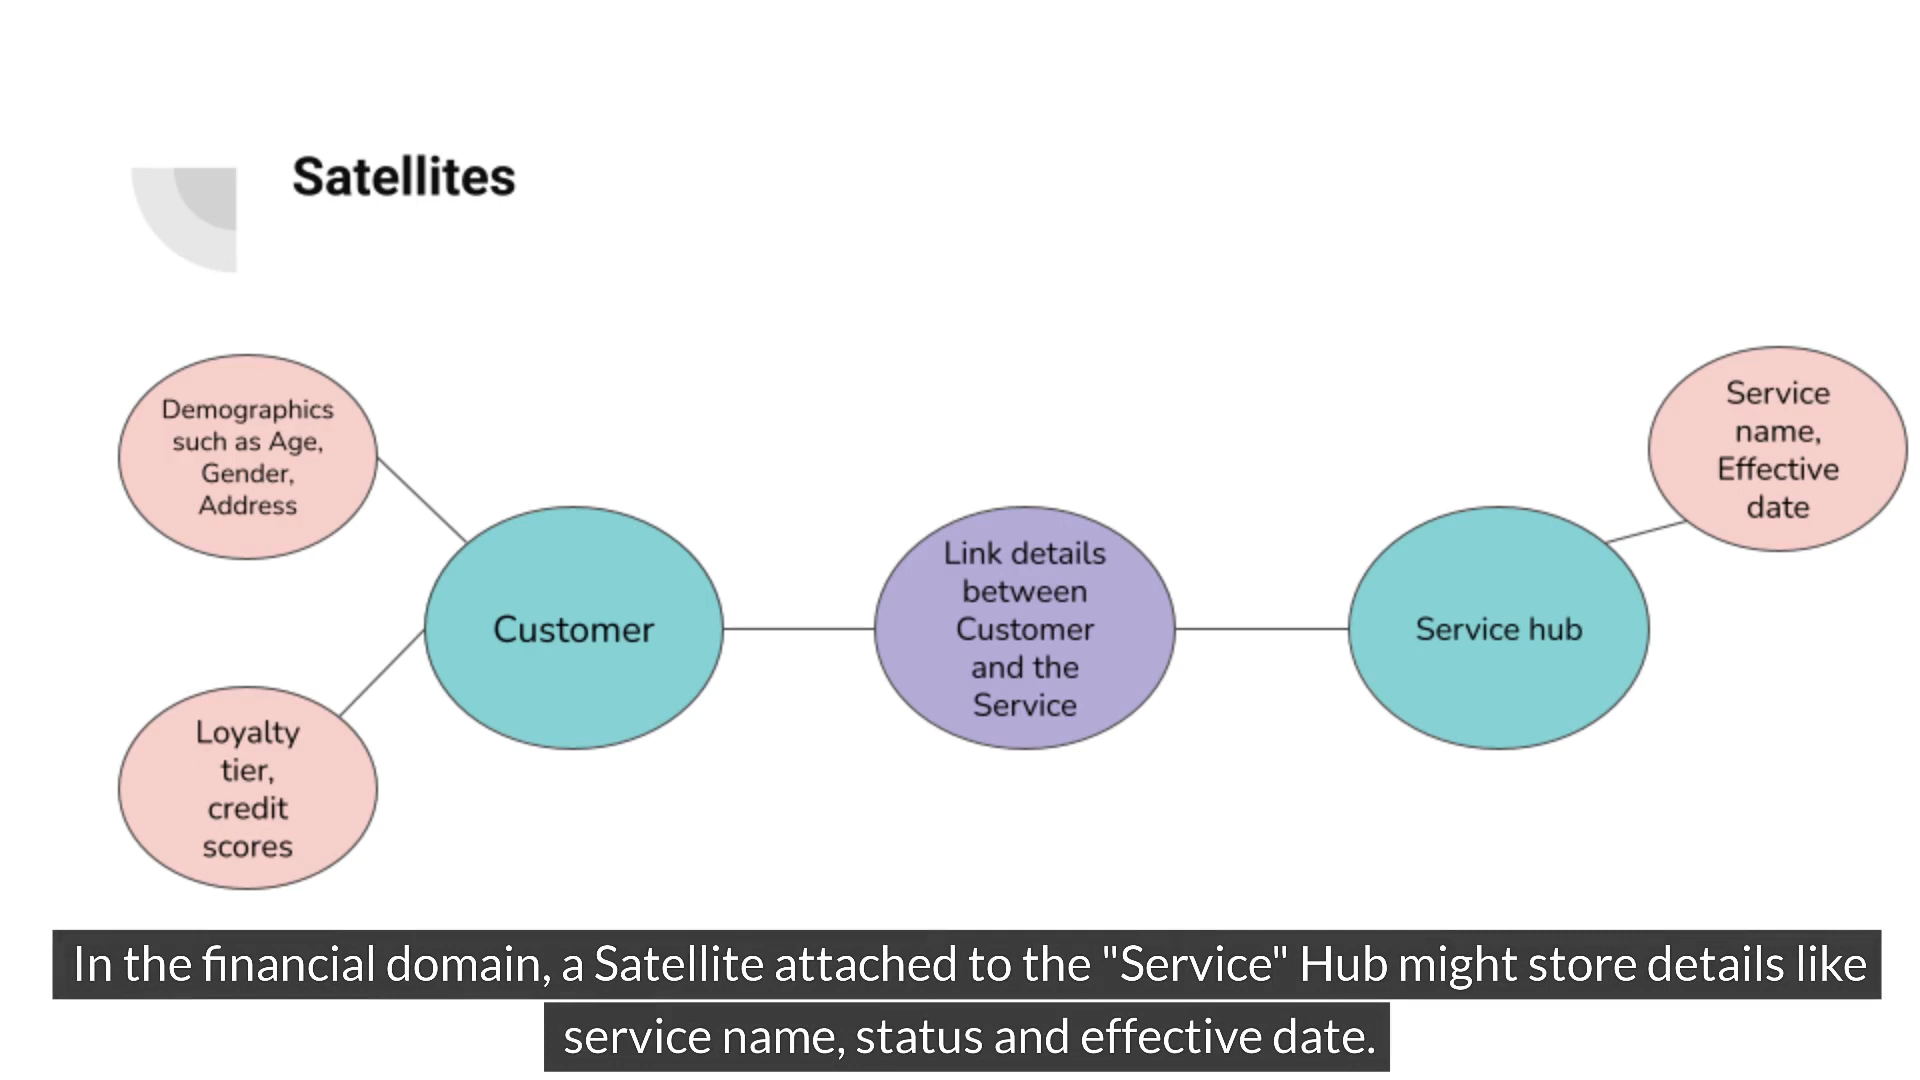 Satellites
Demographics
such as Age,
Gender,
Address
Loyalty
tier,
credit
scores
Customer
Link details
between
Customer
and the
Service
Service hub
Service
name,
Effective
date
In the financial domain, a Satellite attached to the "Service" Hub might store details like
service name, status and effective date.